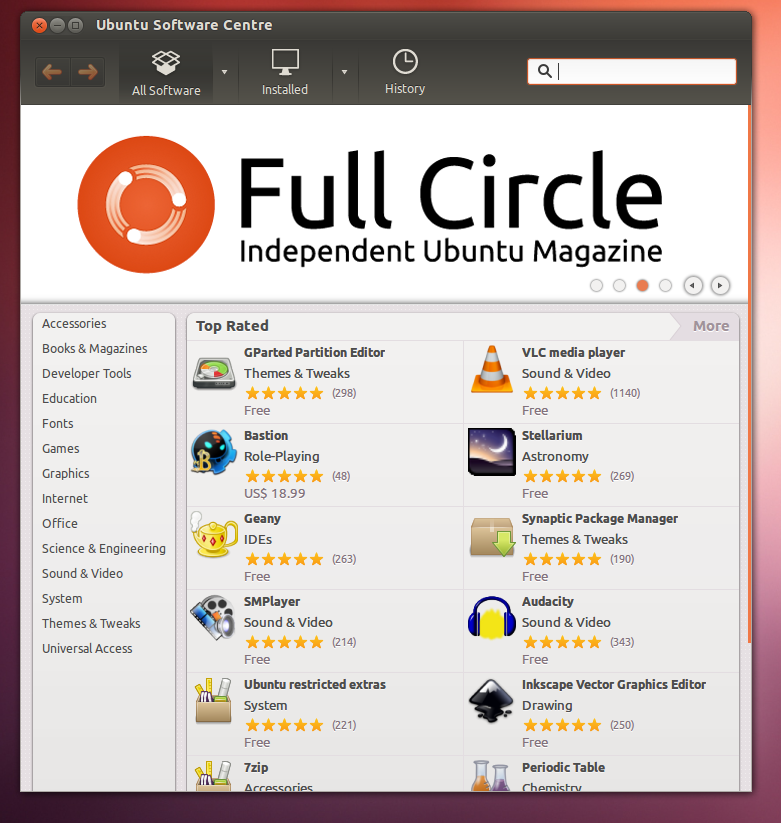 Ubuntu Software Centre
All Software
Installed
History
Full Circle
Independent Ubuntu Magazine
Accessories
Books & Magazines
Developer Tools
Education
Fonts
Games
Graphics
Internet
Office
Science & Engineering
Sound & Video
System
Themes & Tweaks
Universal Access
Top Rated
More
GParted Partition Editor
Themes & Tweaks
(298)
Free
VLC media player
Sound & Video
(1140)
Free
Bastion
Role-Playing
(48)
US$ 18.99
Stellarium
Astronomy
(269)
Free
Geany
IDEs
(263)
Free
Synaptic Package Manager
Themes & Tweaks
(190)
Free
SMPlayer
Sound & Video
(214)
Free
Audacity
Sound & Video
(343)
Free
Ubuntu restricted extras
System
(221)
Free
Inkscape Vector Graphics Editor
Drawing
(250)
Free
7zip
Accessories
Periodic Table
Chemistry